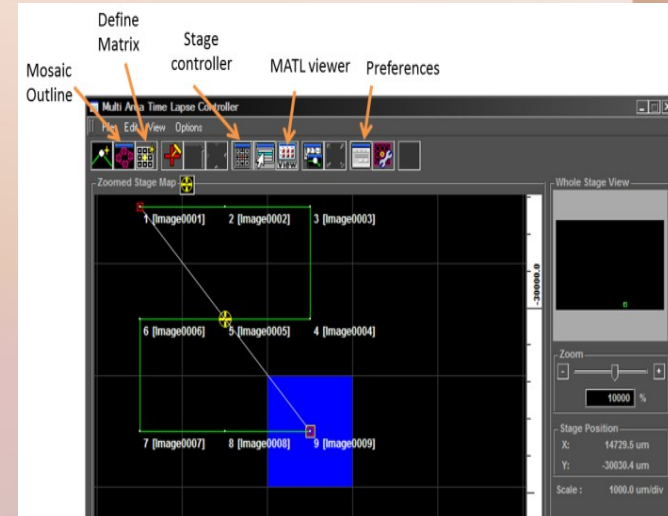 Define
Matrix
Stage
controller
MATL viewer
Preferences
Mosaic
Outline
Multi Area Time Lapse Controller
File Edit View Options
Zoomed Stage Map
Whole Stage View
1 [Image0001]
2 [Image0002]
3 [Image0003]
-30000.0
6 [Image0006]
5 [Image0005]
4 [Image0004]
Zoom
10000 %
7 [Image0007]
8 [Image0008]
9 [Image0009]
Stage Position
X: 14729.5 um
Y: -30030.4 um
Scale : 1000.0 um/div